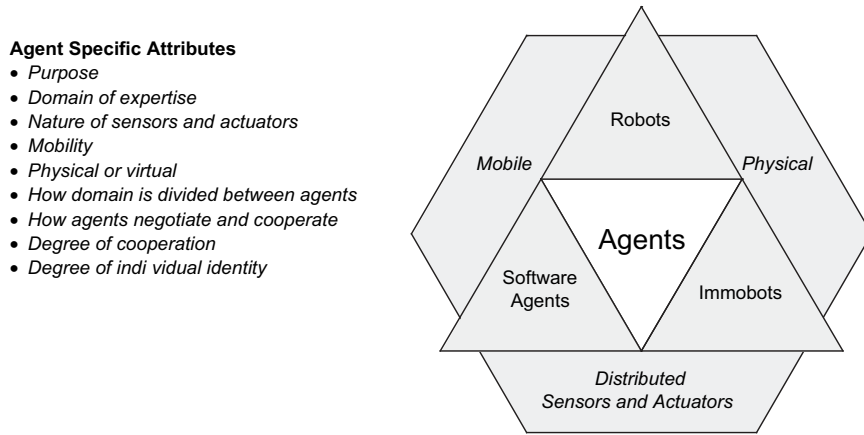 Agent Specific Attributes
• Purpose
• Domain of expertise
• Nature of sensors and actuators
• Mobility
• Physical or virtual
• How domain is divided between agents
• How agents negotiate and cooperate
• Degree of cooperation
• Degree of indi vidual identity
Robots
Mobile
Physical
Agents
Software
Agents
Immobots
Distributed
Sensors and Actuators